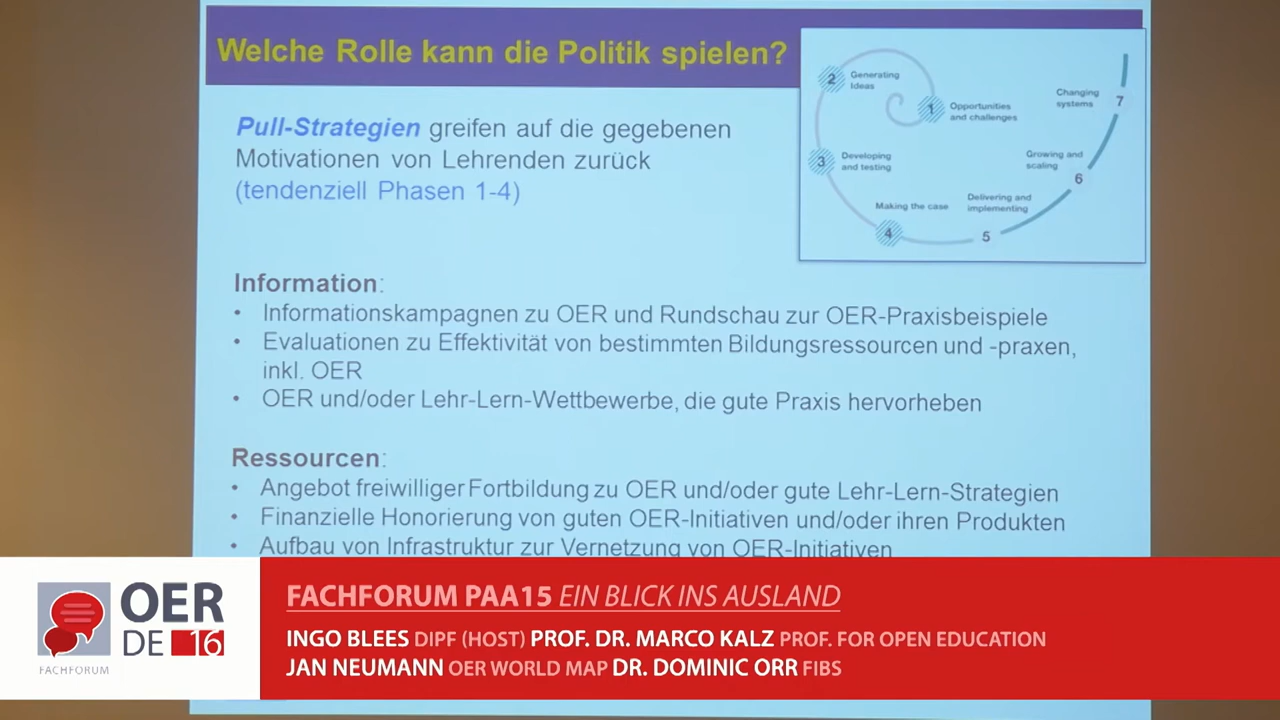 Welche Rolle kann die Politik spielen?
Pull-Strategien greifen auf die gegebenen
Motivationen von Lehrenden zurück
(tendenziell Phasen 1-4)
1
Opportunities
and challenges
2
Generating
Ideas
3
Developing
and testing
4
Making the case
5
Delivering and
implementing
6
Growing and
scaling
7
Changing
systems
Information:
• Informationskampagnen zu OER und Rundschau zur OER-Praxisbeispiele
• Evaluationen zu Effektivität von bestimmten Bildungsressourcen und -praxen,
inkl. OER
• OER und/oder Lehr-Lern-Wettbewerbe, die gute Praxis hervorheben
Ressourcen:
• Angebot freiwilliger Fortbildung zu OER und/oder gute Lehr-Lern-Strategien
• Finanzielle Honorierung von guten OER-Initiativen und/oder ihren Produkten
• Aufbau von Infrastruktur zur Vernetzung von OER-Initiativen
OER
DE 16
FACHFORUM
FACHFORUM PAA15 EIN BLICK INS AUSLAND
INGO BLEES DIPF (HOST) PROF. DR. MARCO KALZ PROF. FOR OPEN EDUCATION
JAN NEUMANN OER WORLD MAP DR. DOMINIC ORR FIBS